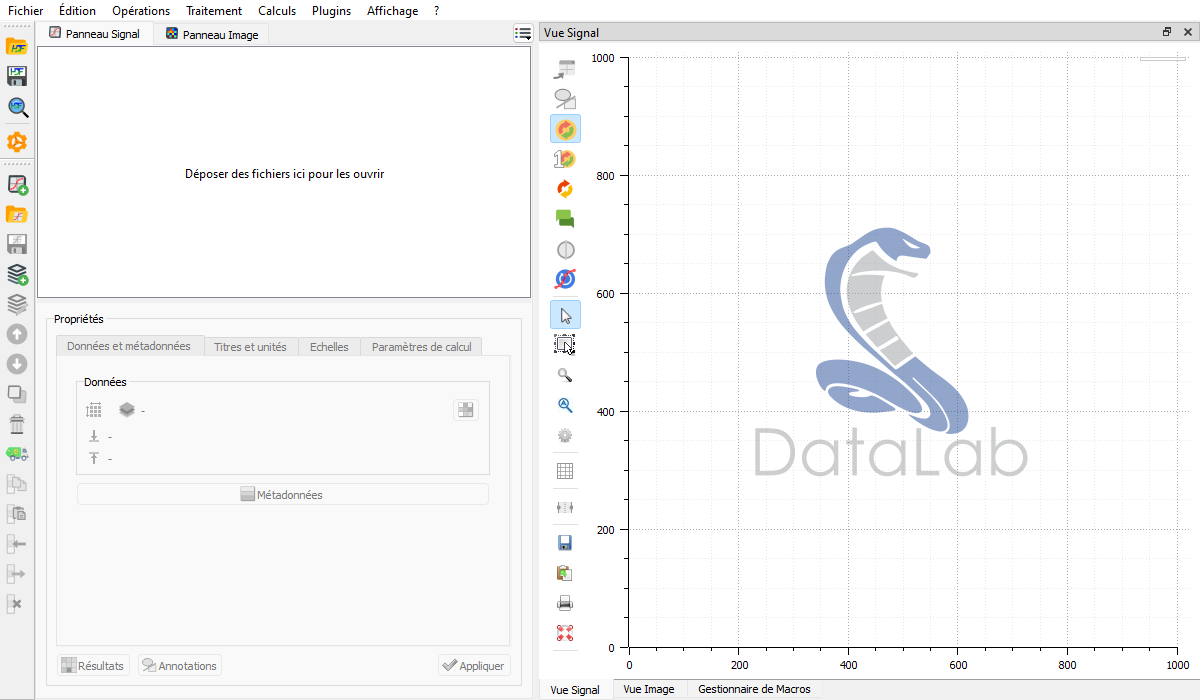 Fichier Édition Opérations Traitement Calculs Plugins Affichage ?
Panneau Signal Panneau Image
Déposer des fichiers ici pour les ouvrir
Propriétés
Données et métadonnées Titres et unités Echelles Paramètres de calcul
Données
-
-
-
Métadonnées
Résultats Annotations Appliquer
Vue Signal
1000
800
600
400
200
0
0 200 400 600 800 1000
DataLab
Vue Signal Vue Image Gestionnaire de Macros